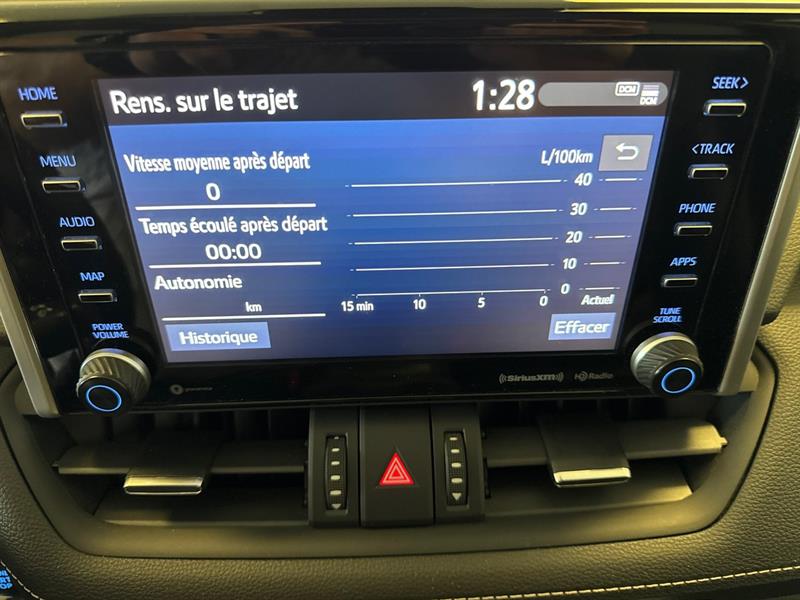 HOME
MENU
AUDIO
MAP
POWER
VOLUME
Rens. sur le trajet
1:28
DCM
DCM
Vitesse moyenne après départ
0
Temps écoulé après départ
00:00
Autonomie
km
Historique
L/100km
40
30
20
10
0
15 min 10 5 0 Actuel
Effacer
SEEK>
<TRACK
PHONE
APPS
TUNE
SCROLL
gracenote
SiriusXM
HD Radio